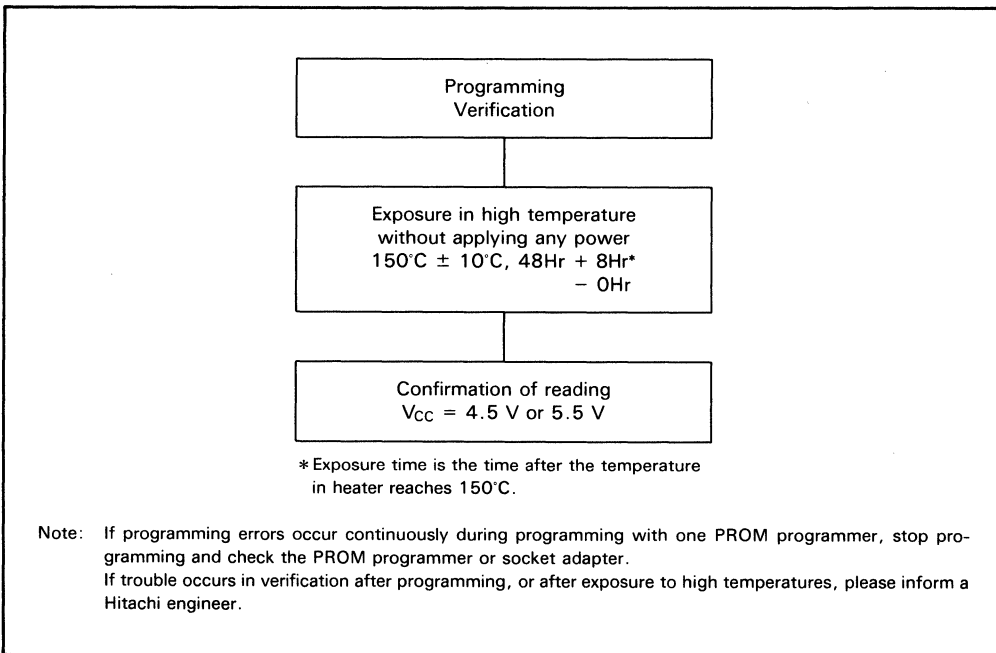 Programming
Verification
Exposure in high temperature
without applying any power
150°C ± 10°C, 48Hr + 8Hr*
− 0Hr
Confirmation of reading
VCC = 4.5 V or 5.5 V
* Exposure time is the time after the temperature
in heater reaches 150°C.
Note: If programming errors occur continuously during programming with one PROM programmer, stop pro-
gramming and check the PROM programmer or socket adapter.
If trouble occurs in verification after programming, or after exposure to high temperatures, please inform a
Hitachi engineer.